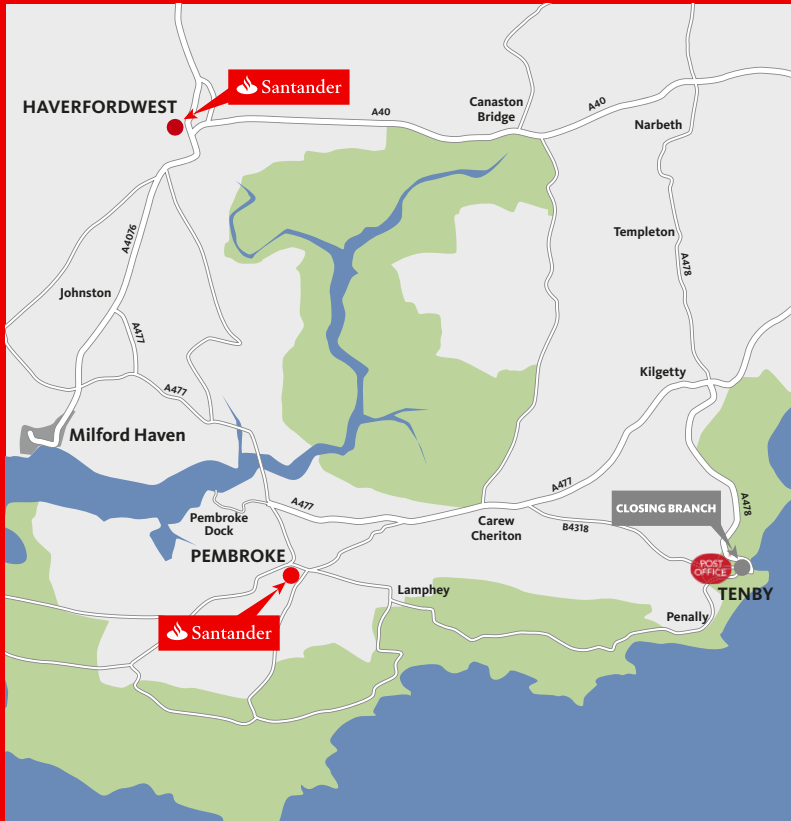 Santander
HAVERFORDWEST
A40
Canaston
Bridge
A40
Narbeth
A4076
Templeton
A478
Johnston
A477
Kilgetty
A477
Milford Haven
A477
A477
A478
CLOSING BRANCH
Pembroke
Dock
Carew
Cheriton
B4318
PEMBROKE
POST
OFFICE
TENBY
Lamphey
Penally
Santander